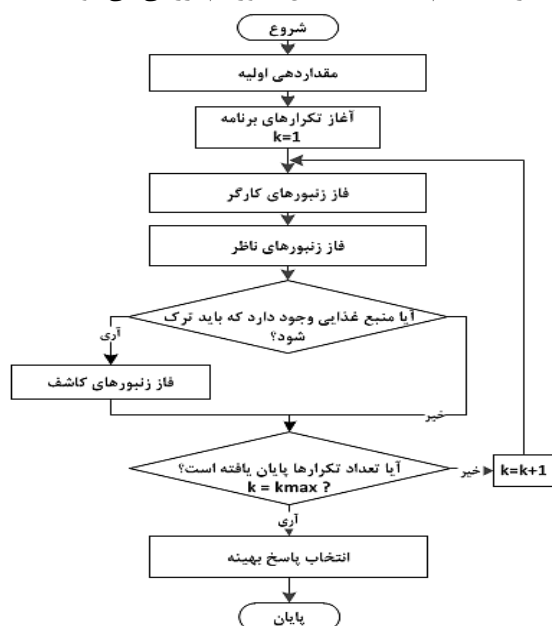 شروع
مقداردهی اولیه
آغاز تکرارهای برنامه
k=1
فاز زنبورهای کارگر
فاز زنبورهای ناظر
آیا منبع غذایی وجود دارد که باید ترک
شود؟
آری
فاز زنبورهای کاشف
خیر
آیا تعداد تکرارها پایان یافته است؟
k = kmax ?
خیر
k=k+1
آری
انتخاب پاسخ بهینه
پایان